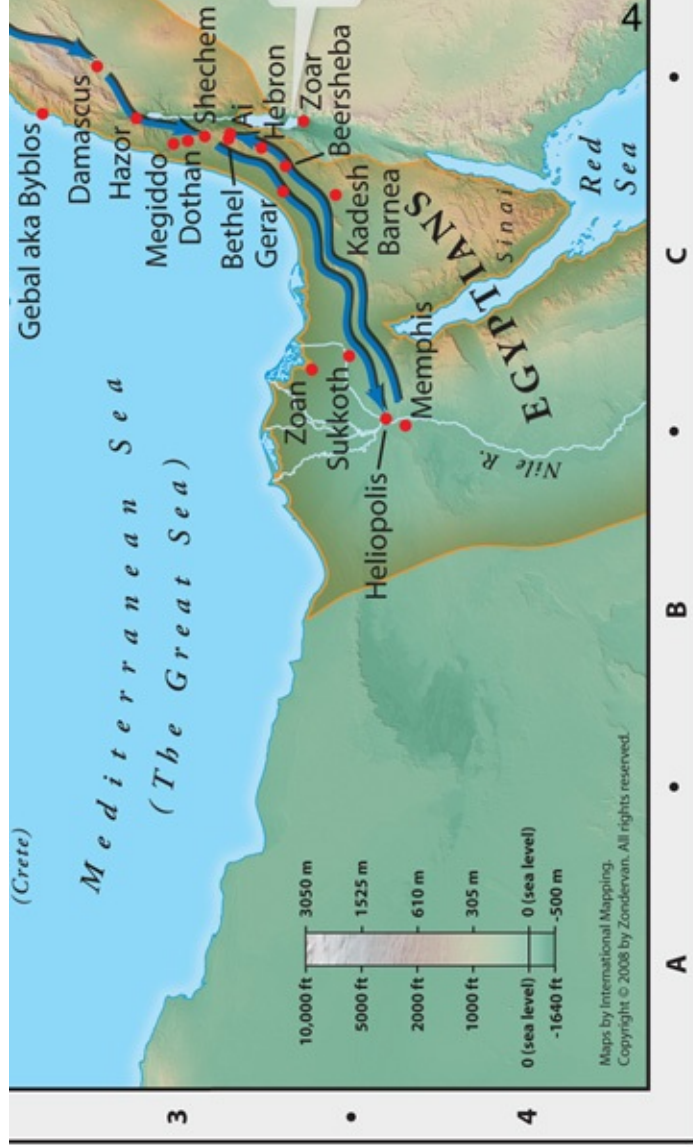 (Crete)
Mediterranean Sea
(The Great Sea)
Gebal aka Byblos
Damascus
Hazor
Megiddo
Dothan
Shechem
Bethel
Ai
Gerar
Hebron
Zoar
Beersheba
Kadesh
Barnea
Zoan
Sukkoth
Heliopolis
Memphis
EGYPTIANS
Sinai
Red
Sea
Nile R.
10,000 ft
3050 m
5000 ft
1525 m
2000 ft
610 m
1000 ft
305 m
0 (sea level)
0 (sea level)
-1640 ft
-500 m
Maps by International Mapping.
Copyright © 2008 by Zondervan. All rights reserved.
3
•
4
A
•
B
•
C
•
4